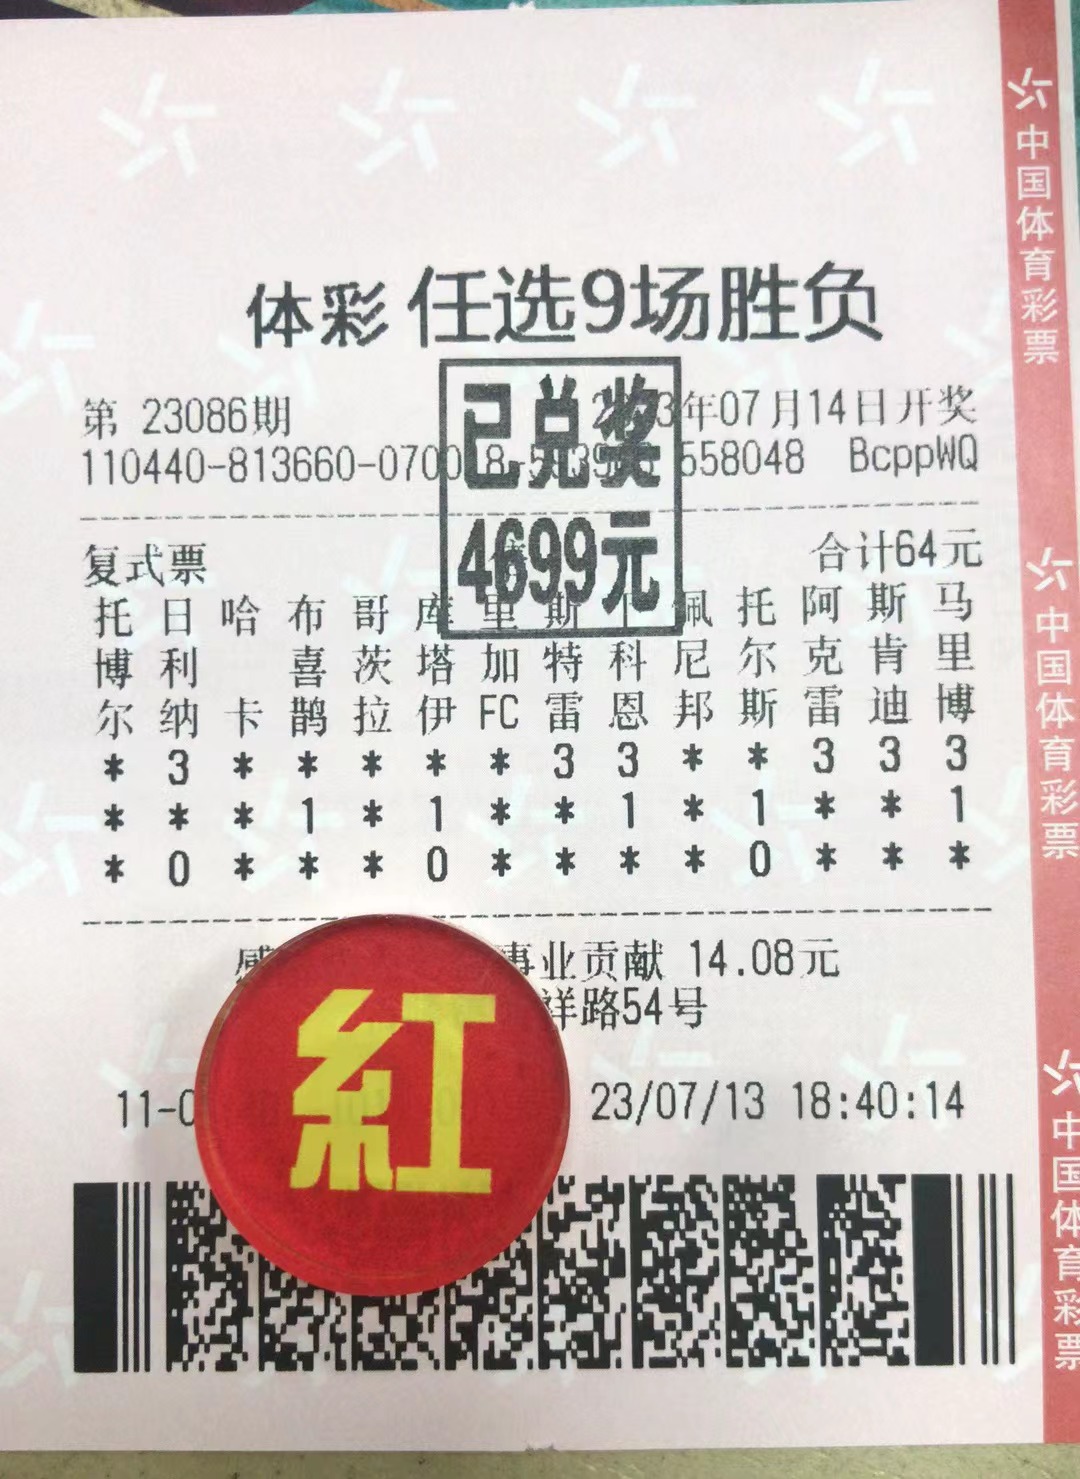 体彩 任选9场胜负
第 23086期 年07月14日开奖
已兑奖
110440-813660-070 558048 BcppWQ
4699元
复式票 合计64元
托 日 哈 布 哥 库 里 斯 佩 托 阿 斯 马
博 利 喜 茨 塔 加 特 科 尼 尔 克 肯 里
尔 纳 卡 鹊 拉 伊 FC 雷 恩 邦 斯 雷 迪 博
* 3 * * * * * 3 3 * * 3 3 3
* * * 1 * 1 * * 1 * 1 * * 1
* 0 * * * 0 * * * * 0 * * *
感 事业贡献 14.08元
祥路54号
紅
11-0 23/07/13 18:40:14
中国体育彩票
中国体育彩票
中国体育彩票